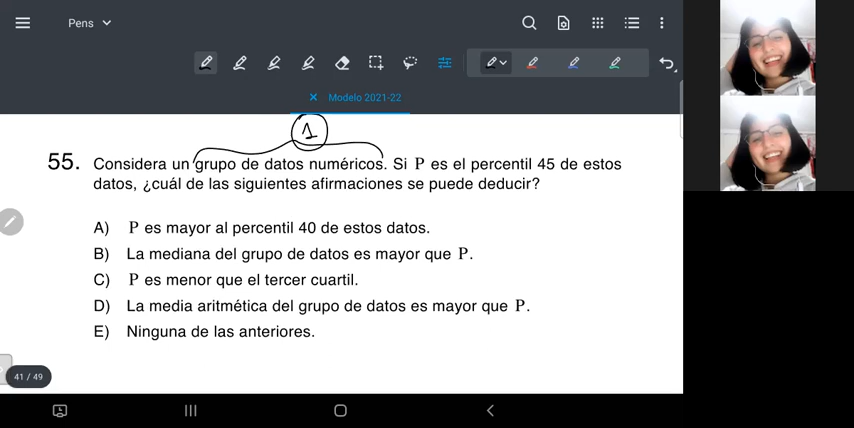 Pens
Modelo 2021-22
1
55. Considera un grupo de datos numéricos. Si P es el percentil 45 de estos
datos, ¿cuál de las siguientes afirmaciones se puede deducir?
A) P es mayor al percentil 40 de estos datos.
B) La mediana del grupo de datos es mayor que P.
C) P es menor que el tercer cuartil.
D) La media aritmética del grupo de datos es mayor que P.
E) Ninguna de las anteriores.
41 / 49